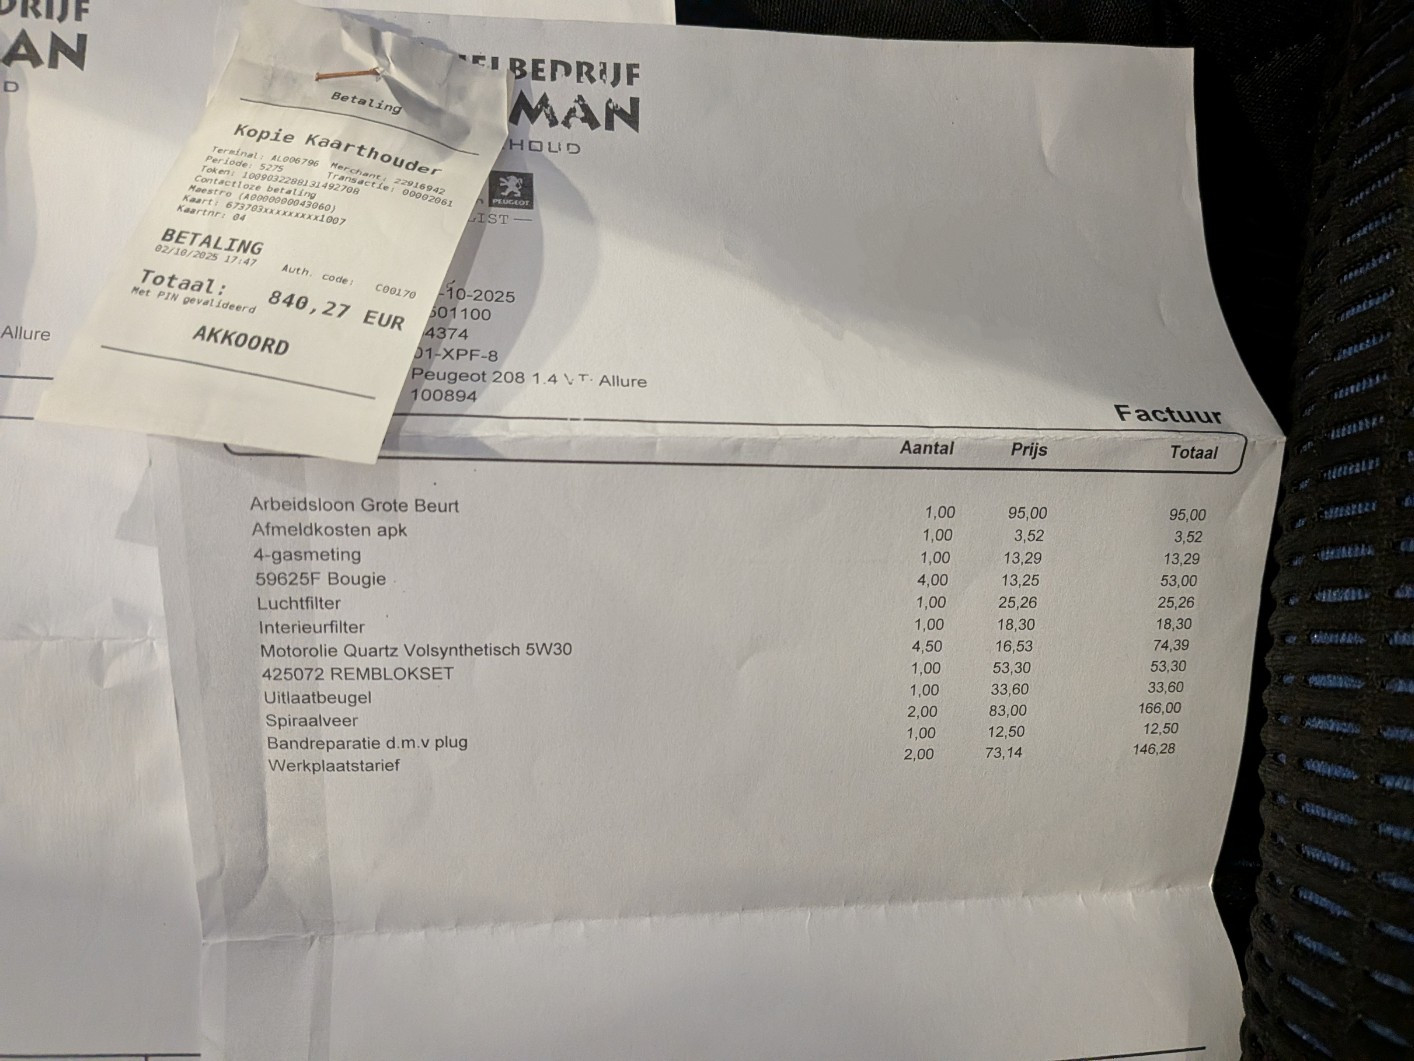 DRIJF
AN
D
Allure
Betaling
Kopie Kaarthouder
Terminal: AL006796 Merchant: 22916942
Periode: 5275 Transactie: 00002061
Token: 1009032288131492708
Contactloze betaling
Maestro (A0000000043060)
Kaart: 673703xxxxxxxxx1007
Kaartnr: 04
BETALING
02/10/2025 17:47
Auth. code: C00170
Totaal: 840,27 EUR
Met PIN gevalideerd
AKKOORD
ELBEDRIJF
MAN
HOUD
PEUGEOT
LIST
-10-2025
501100
4374
01-XPF-8
Peugeot 208 1.4 VT Allure
100894
Factuur
Aantal Prijs Totaal
Arbeidsloon Grote Beurt 1,00 95,00 95,00
Afmeldkosten apk 1,00 3,52 3,52
4-gasmeting 1,00 13,29 13,29
59625F Bougie 4,00 13,25 53,00
Luchtfilter 1,00 25,26 25,26
Interieurfilter 1,00 18,30 18,30
Motorolie Quartz Volsynthetisch 5W30 4,50 16,53 74,39
425072 REMBLOKSET 1,00 53,30 53,30
Uitlaatbeugel 1,00 33,60 33,60
Spiraalveer 2,00 83,00 166,00
Bandreparatie d.m.v plug 1,00 12,50 12,50
Werkplaatstarief 2,00 73,14 146,28